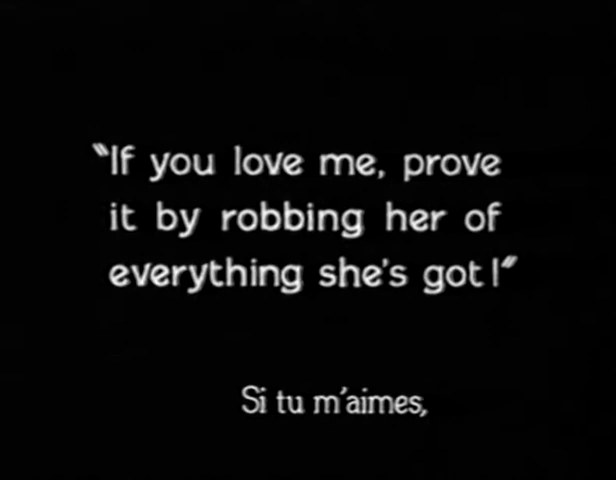 "If you love me, prove
it by robbing her of
everything she's got!"
Si tu m'aimes,